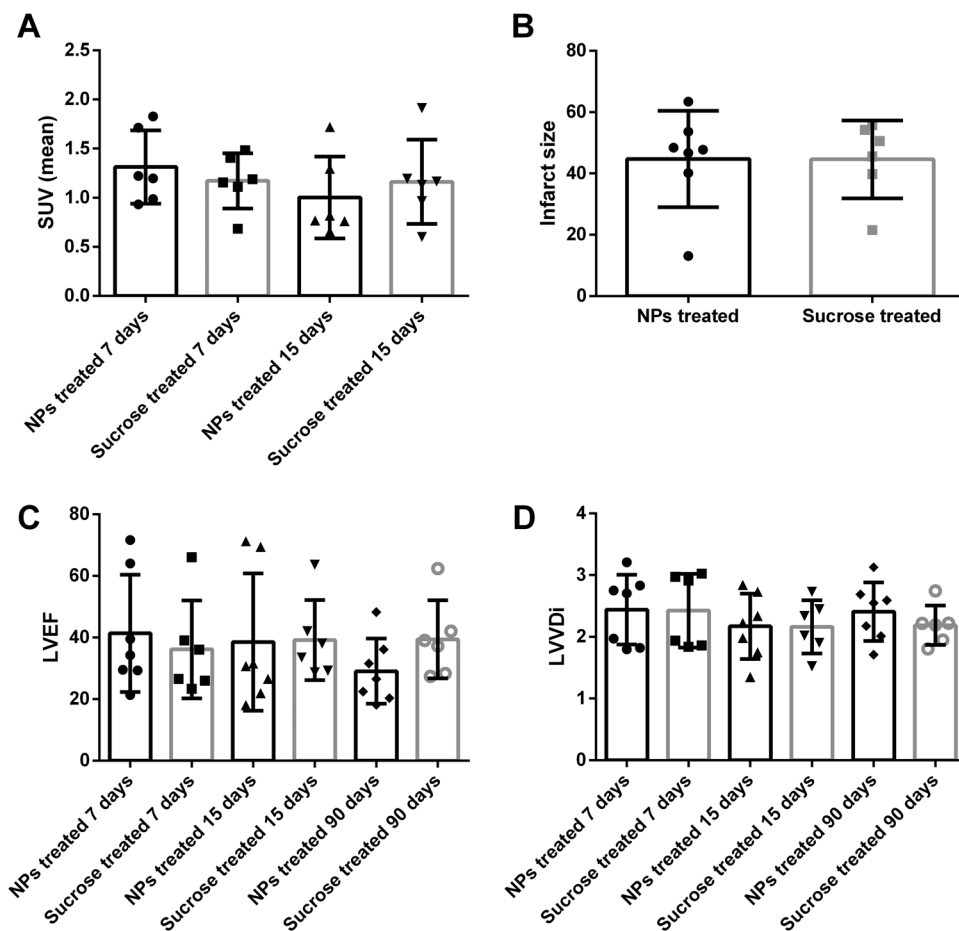 A
SUV (mean)
2.5
2.0
1.5
1.0
0.5
0.0
NPs treated 7 days
Sucrose treated 7 days
NPs treated 15 days
Sucrose treated 15 days
B
Infarct size
80
60
40
20
0
NPs treated
Sucrose treated
C
LVEF
80
60
40
20
0
NPs treated 7 days
Sucrose treated 7 days
NPs treated 15 days
Sucrose treated 15 days
NPs treated 90 days
Sucrose treated 90 days
D
LVVDi
4
3
2
1
0
NPs treated 7 days
Sucrose treated 7 days
NPs treated 15 days
Sucrose treated 15 days
NPs treated 90 days
Sucrose treated 90 days